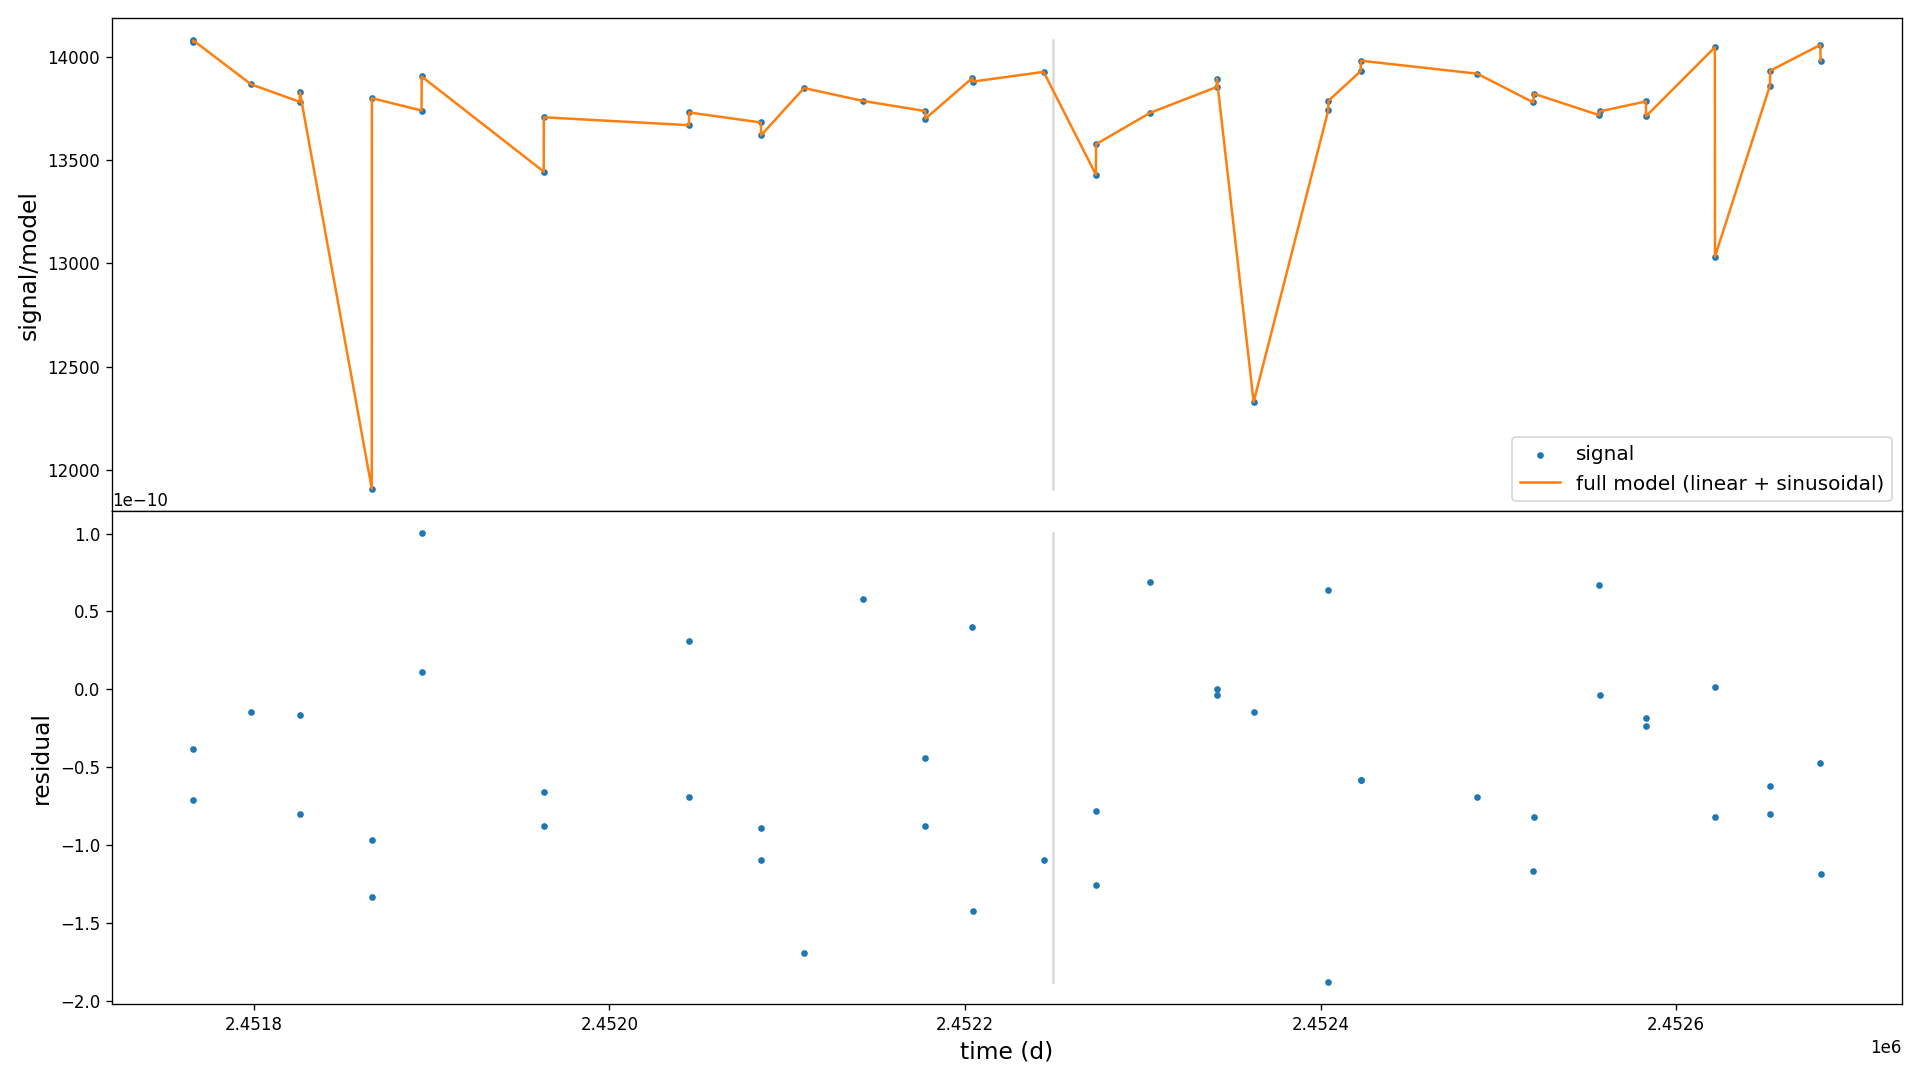 14000
13500
13000
12500
12000
signal/model
signal
full model (linear + sinusoidal)
1e−10
1.0
0.5
0.0
−0.5
−1.0
−1.5
−2.0
residual
2.4518
2.4520
2.4522
2.4524
2.4526
time (d)
1e6